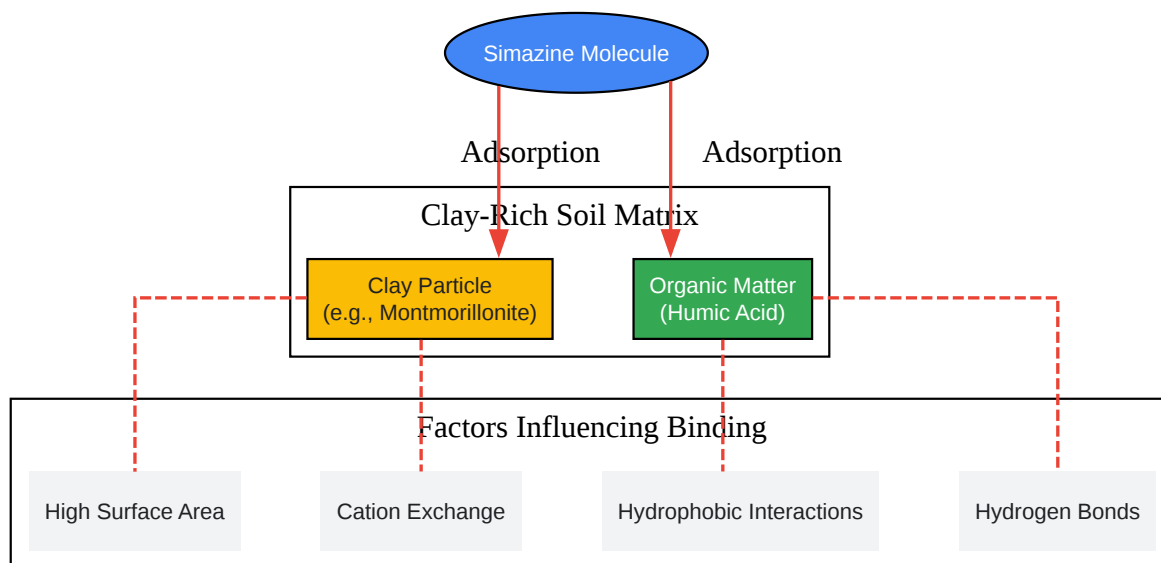 Simazine Molecule
Adsorption
Adsorption
Clay-Rich Soil Matrix
Clay Particle
(e.g., Montmorillonite)
Organic Matter
(Humic Acid)
Factors Influencing Binding
High Surface Area
Cation Exchange
Hydrophobic Interactions
Hydrogen Bonds